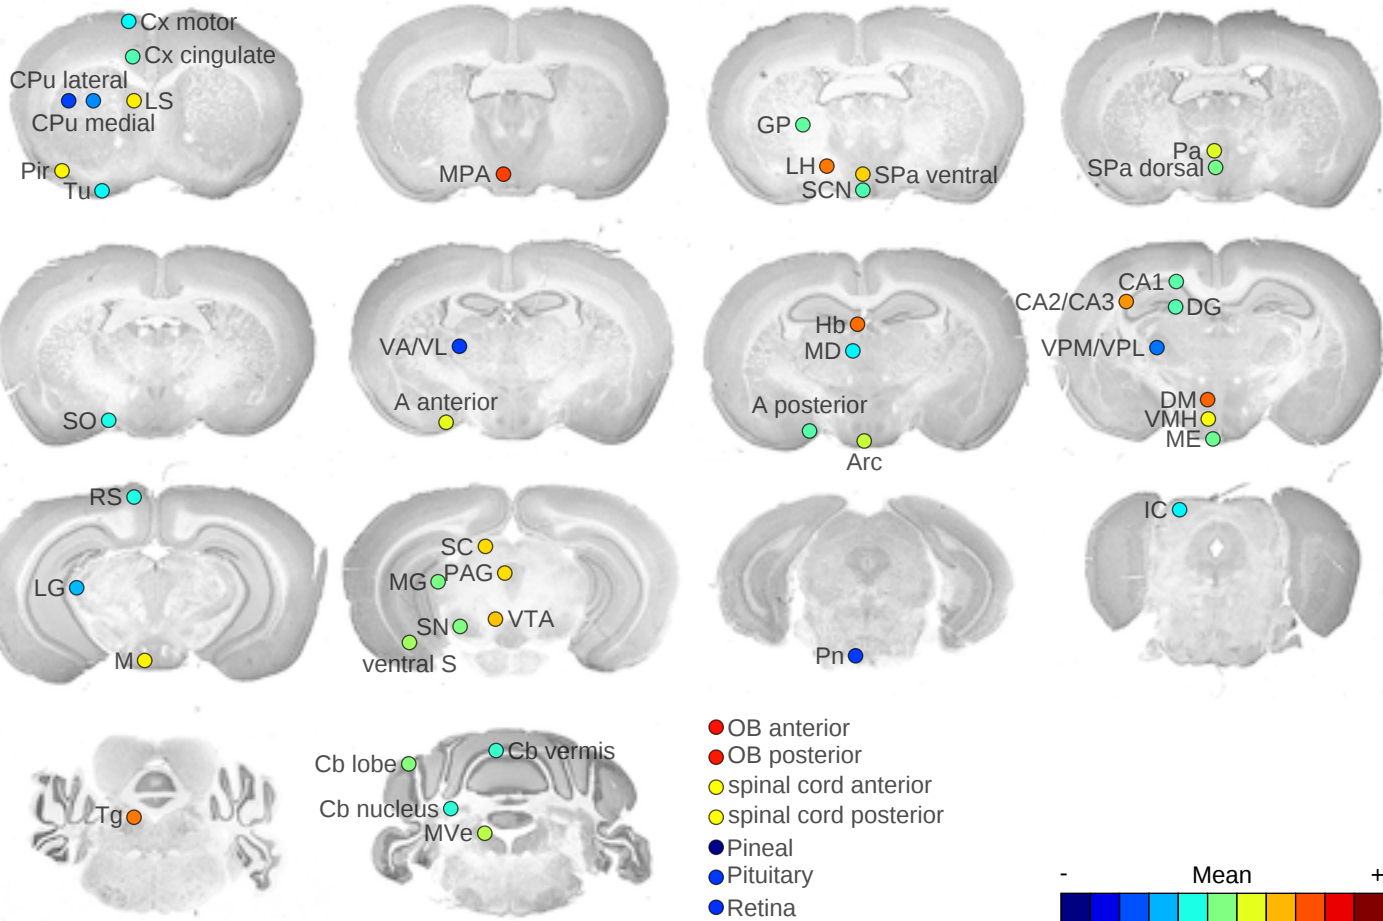 Cx motor
Cx cingulate
CPu lateral
LS
CPu medial
Pir
Tu
MPA
GP
LH
SPa ventral
SCN
Pa
SPa dorsal
SO
VA/VL
A anterior
Hb
MD
A posterior
Arc
CA1
CA2/CA3
DG
VPM/VPL
DM
VMH
ME
RS
LG
M
SC
PAG
MG
VTA
SN
ventral S
Pn
IC
Tg
Cb vermis
Cb lobe
Cb nucleus
MVe
OB anterior
OB posterior
spinal cord anterior
spinal cord posterior
Pineal
Pituitary
Retina
- Mean +